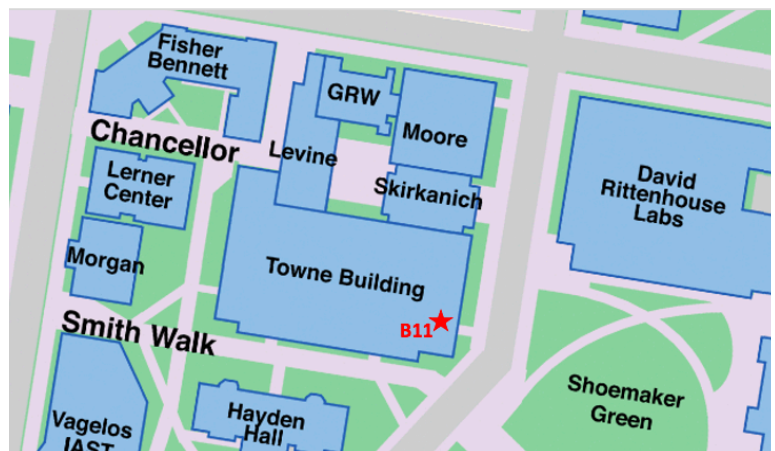 Fisher
Bennett
GRW
Moore
Chancellor
Levine
Lerner
Center
Skirkanich
David
Rittenhouse
Labs
Morgan
Towne Building
B11
Smith Walk
Shoemaker
Green
Hayden
Hall
Vagelos
IAST